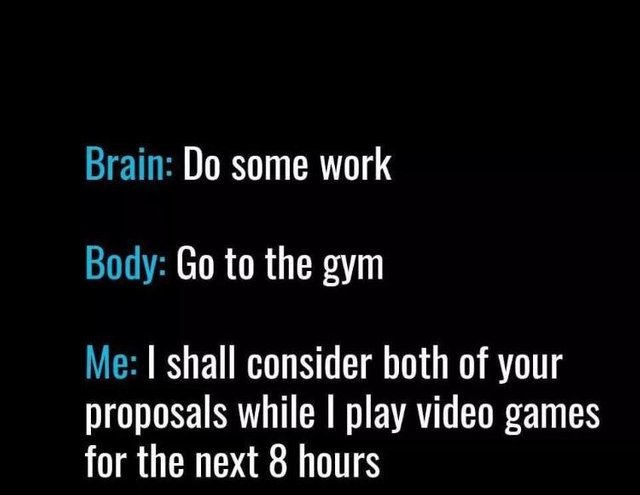 Brain: Do some work
Body: Go to the gym
Me: I shall consider both of your
proposals while I play video games
for the next 8 hours